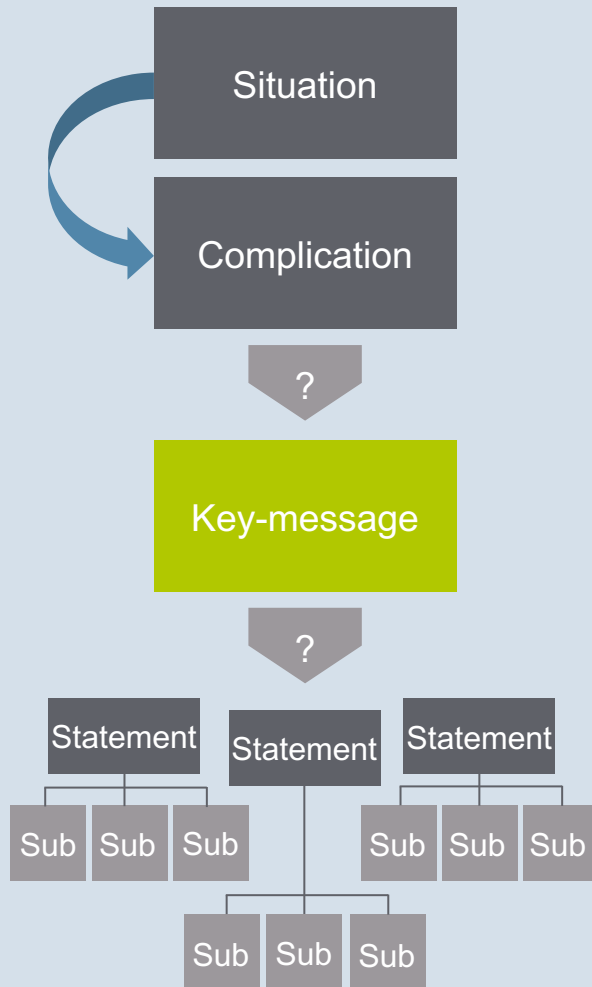 Situation
Complication
?
Key-message
?
Statement
Statement
Statement
Sub
Sub
Sub
Sub
Sub
Sub
Sub
Sub
Sub